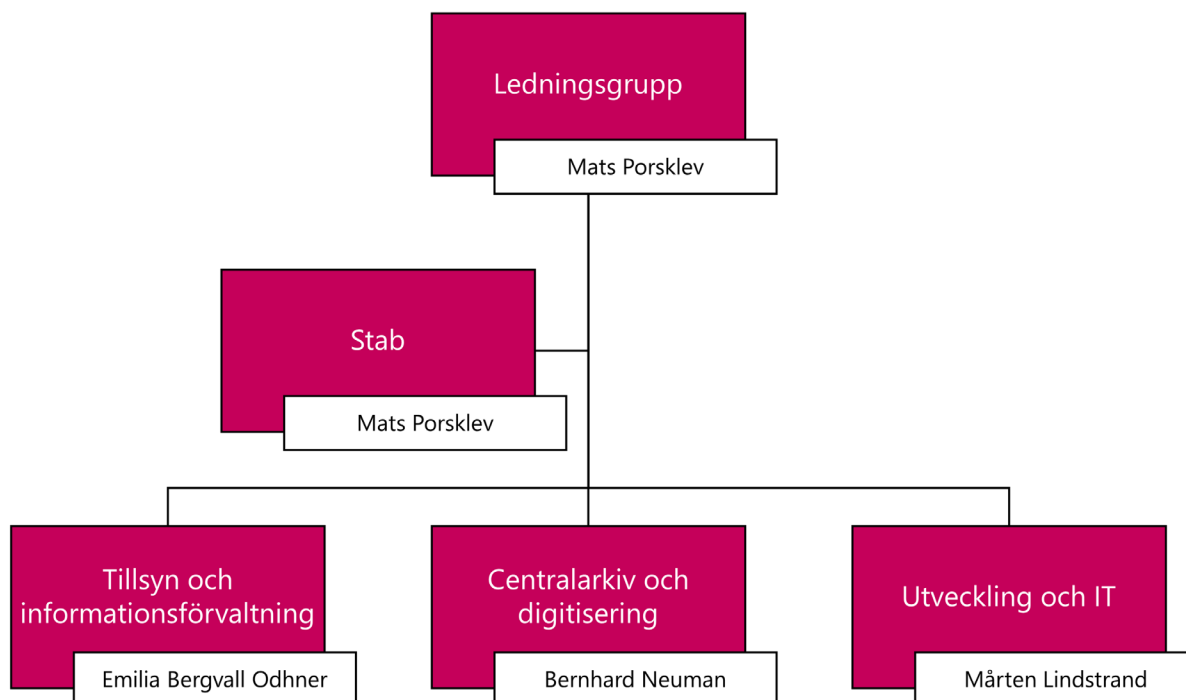 Ledningsgrupp
Mats Porsklev
Stab
Mats Porsklev
Tillsyn och
informationsförvaltning
Emilia Bergvall Odhner
Centralarkiv och
digitisering
Bernhard Neuman
Utveckling och IT
Mårten Lindstrand